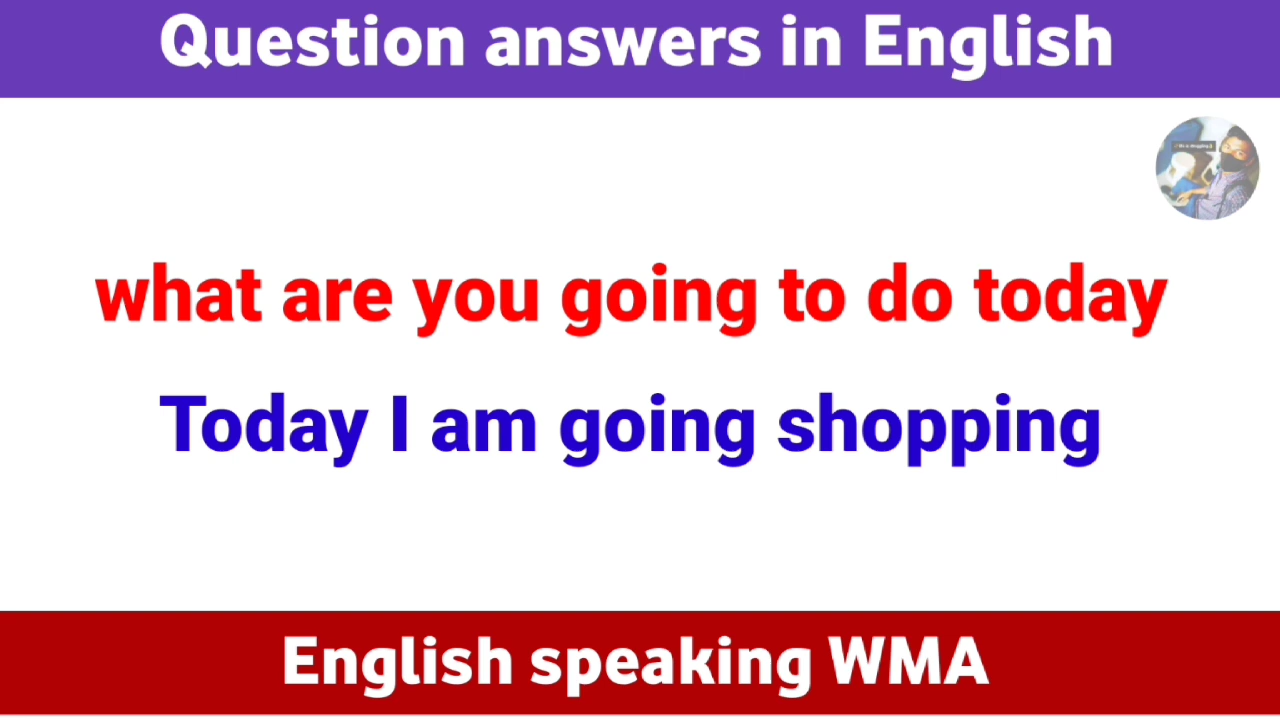 Question answers in English
what are you going to do today
Today I am going shopping
English speaking WMA